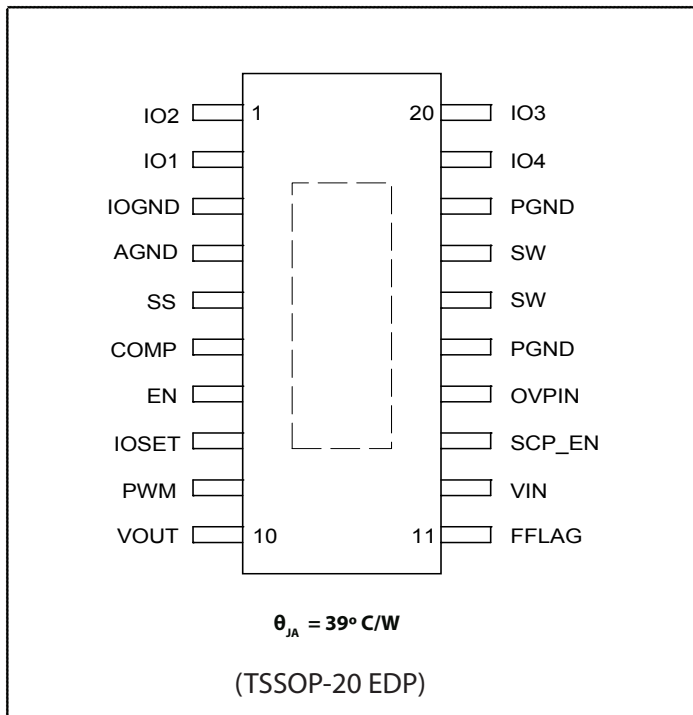 IO2 1 20 IO3
IO1 IO4
IOGND PGND
AGND SW
SS SW
COMP PGND
EN OVPIN
IOSET SCP_EN
PWM VIN
VOUT 10 11 FFLAG
θJA = 39º C/W
(TSSOP-20 EDP)